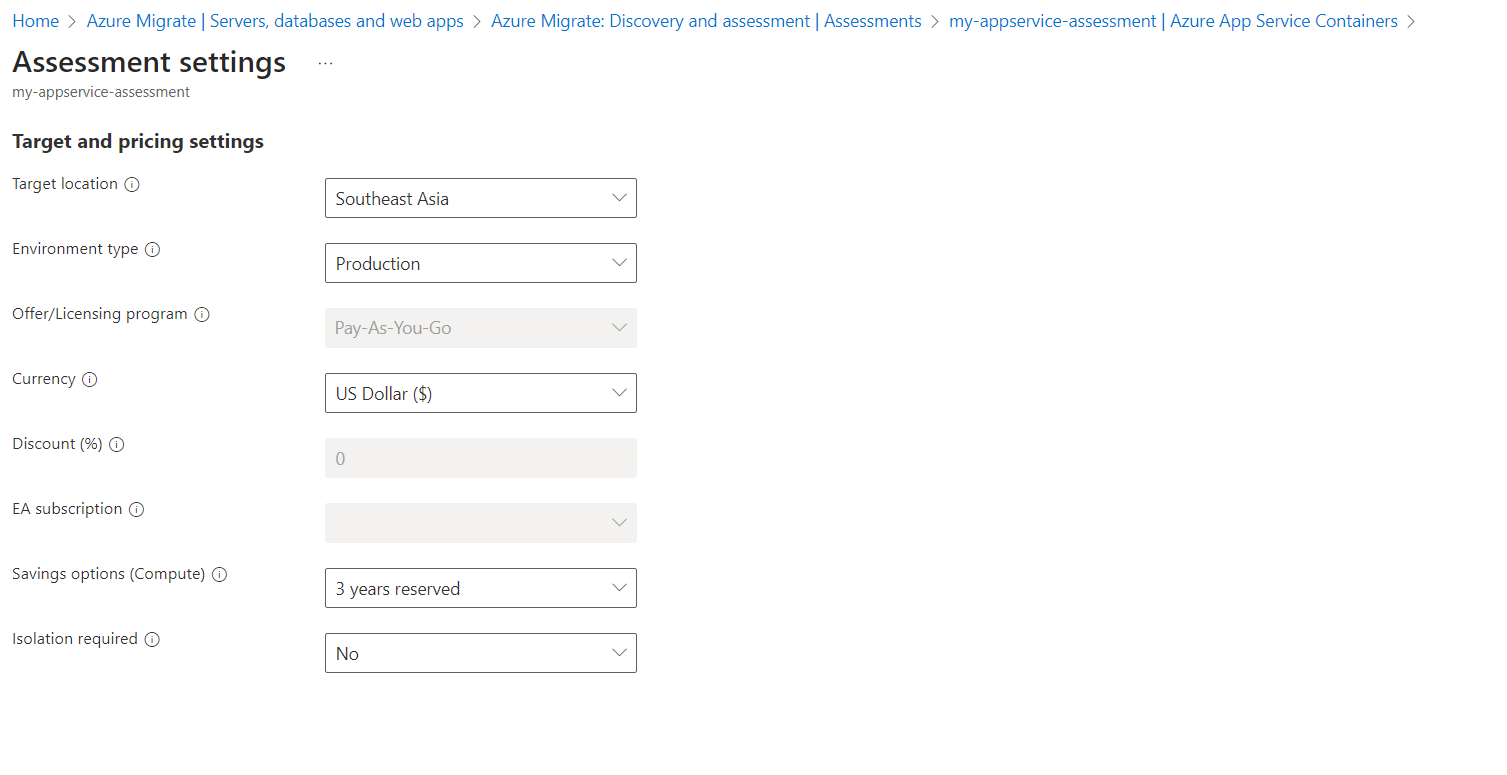 Home > Azure Migrate | Servers, databases and web apps > Azure Migrate: Discovery and assessment | Assessments > my-appservice-assessment | Azure App Service Containers >
Assessment settings ...
my-appservice-assessment
Target and pricing settings
Target location
Southeast Asia
Environment type
Production
Offer/Licensing program
Pay-As-You-Go
Currency
US Dollar ($)
Discount (%)
0
EA subscription
Savings options (Compute)
3 years reserved
Isolation required
No